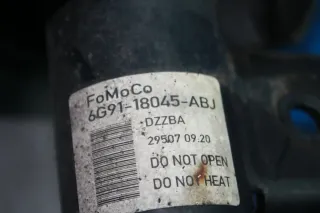 FoMoCo
6G91-18045-ABJ
DZZBA
29507 09.20
DO NOT OPEN
DO NOT HEAT